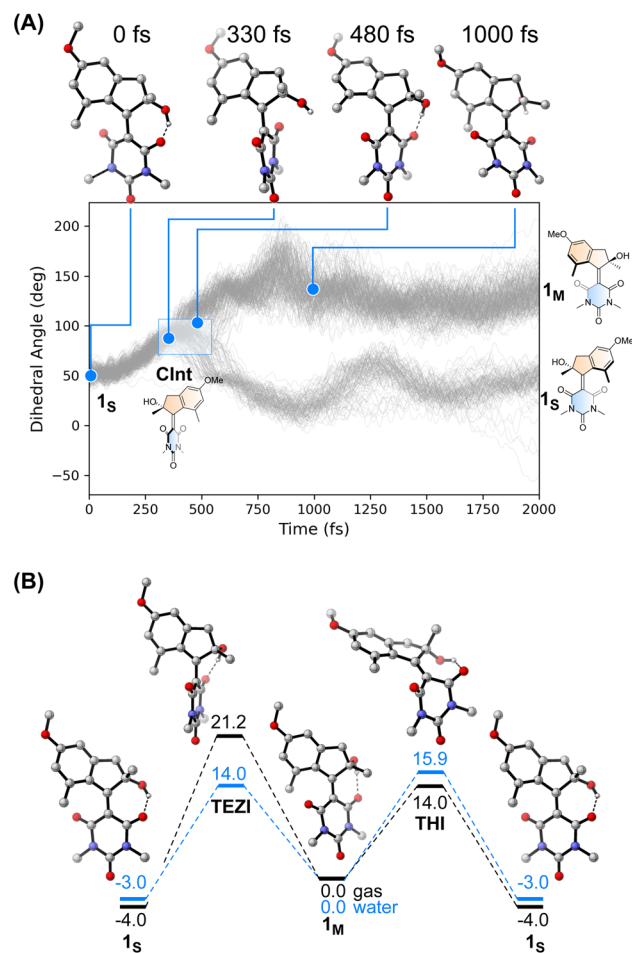 (A)
0 fs
330 fs
480 fs
1000 fs
Dihedral Angle (deg)
200
150
100
50
0
−50
1S
CInt
HO
OMe
O
O
N
N
O
0
250
500
750
1000
1250
1500
1750
2000
Time (fs)
MeO
OH
O
O
N
N
O
1M
OMe
HO
O
O
N
N
O
1S
(B)
21.2
14.0
TEZI
15.9
14.0
THI
-3.0
-4.0
1S
0.0 gas
0.0 water
1M
-3.0
-4.0
1S